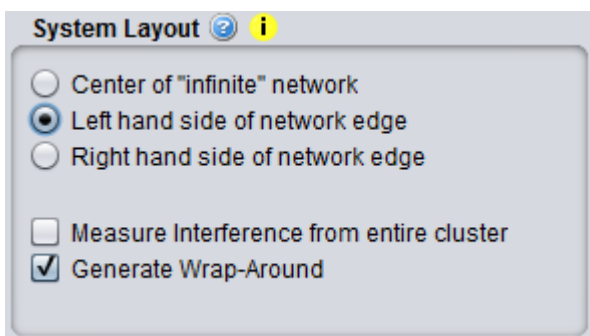 System Layout ? i
Center of "infinite" network
Left hand side of network edge
Right hand side of network edge
Measure Interference from entire cluster
Generate Wrap-Around